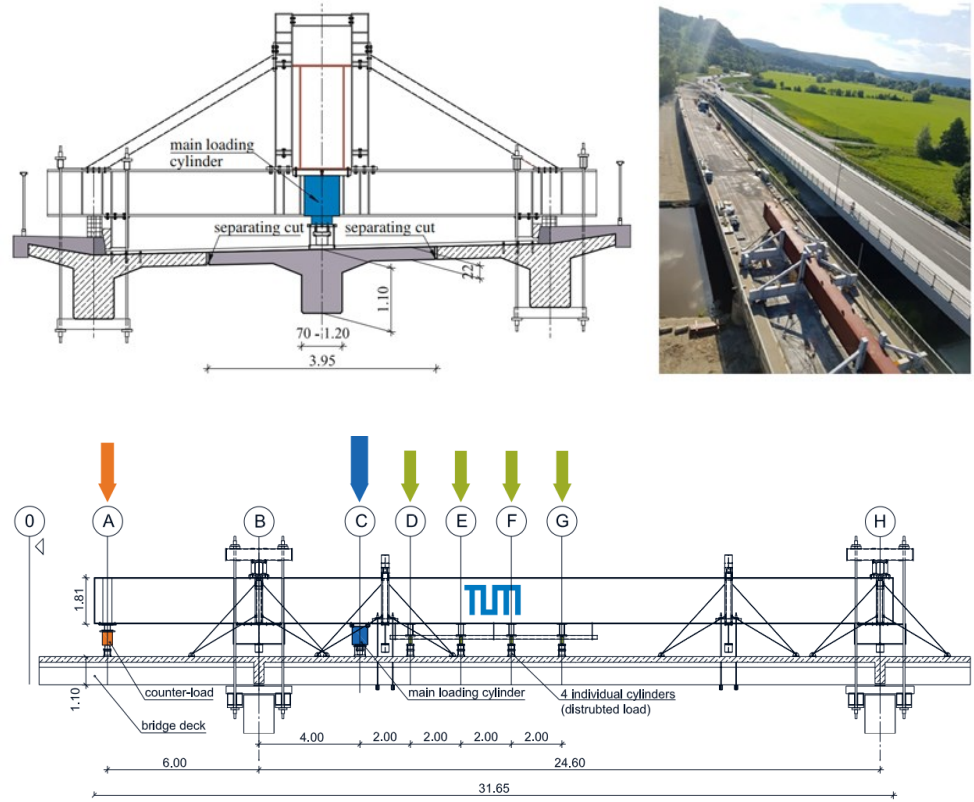 main loading
cylinder
separating cut
separating cut
22
1.10
70 - 1.20
3.95
0
A
B
C
D
E
F
G
H
1.81
TUM
1.10
counter-load
main loading cylinder
4 individual cylinders
(distrubted load)
bridge deck
4.00
2.00
2.00
2.00
2.00
6.00
24.60
31.65